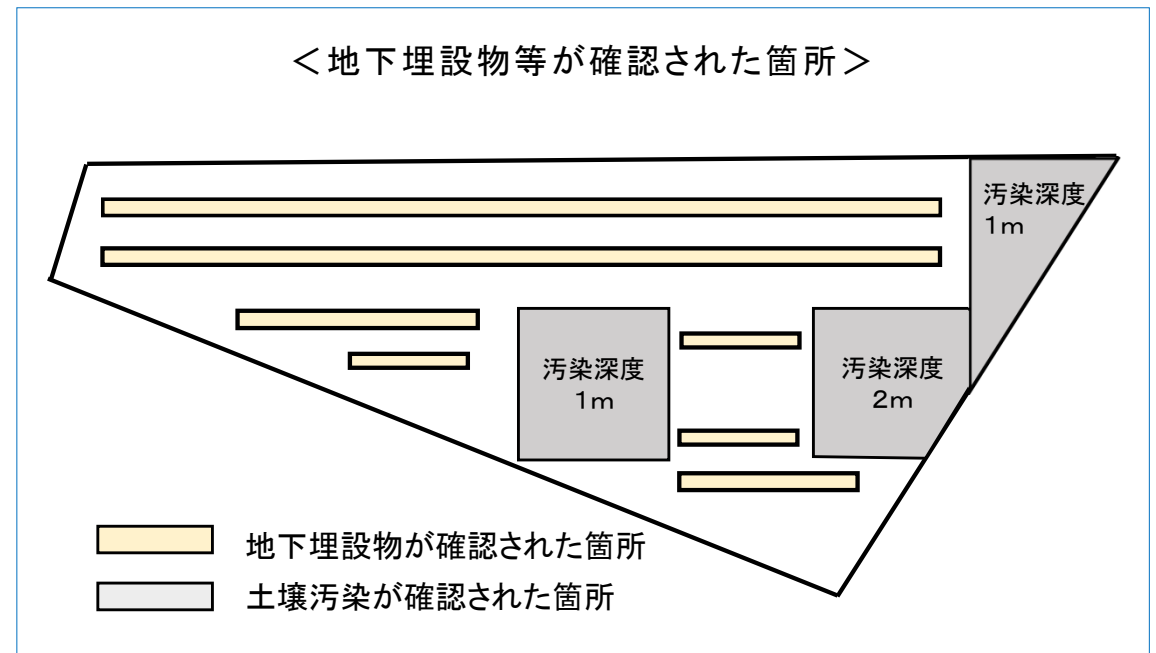 ＜地下埋設物等が確認された箇所＞
汚染深度
1m
汚染深度
1m
汚染深度
2m
地下埋設物が確認された箇所
土壌汚染が確認された箇所